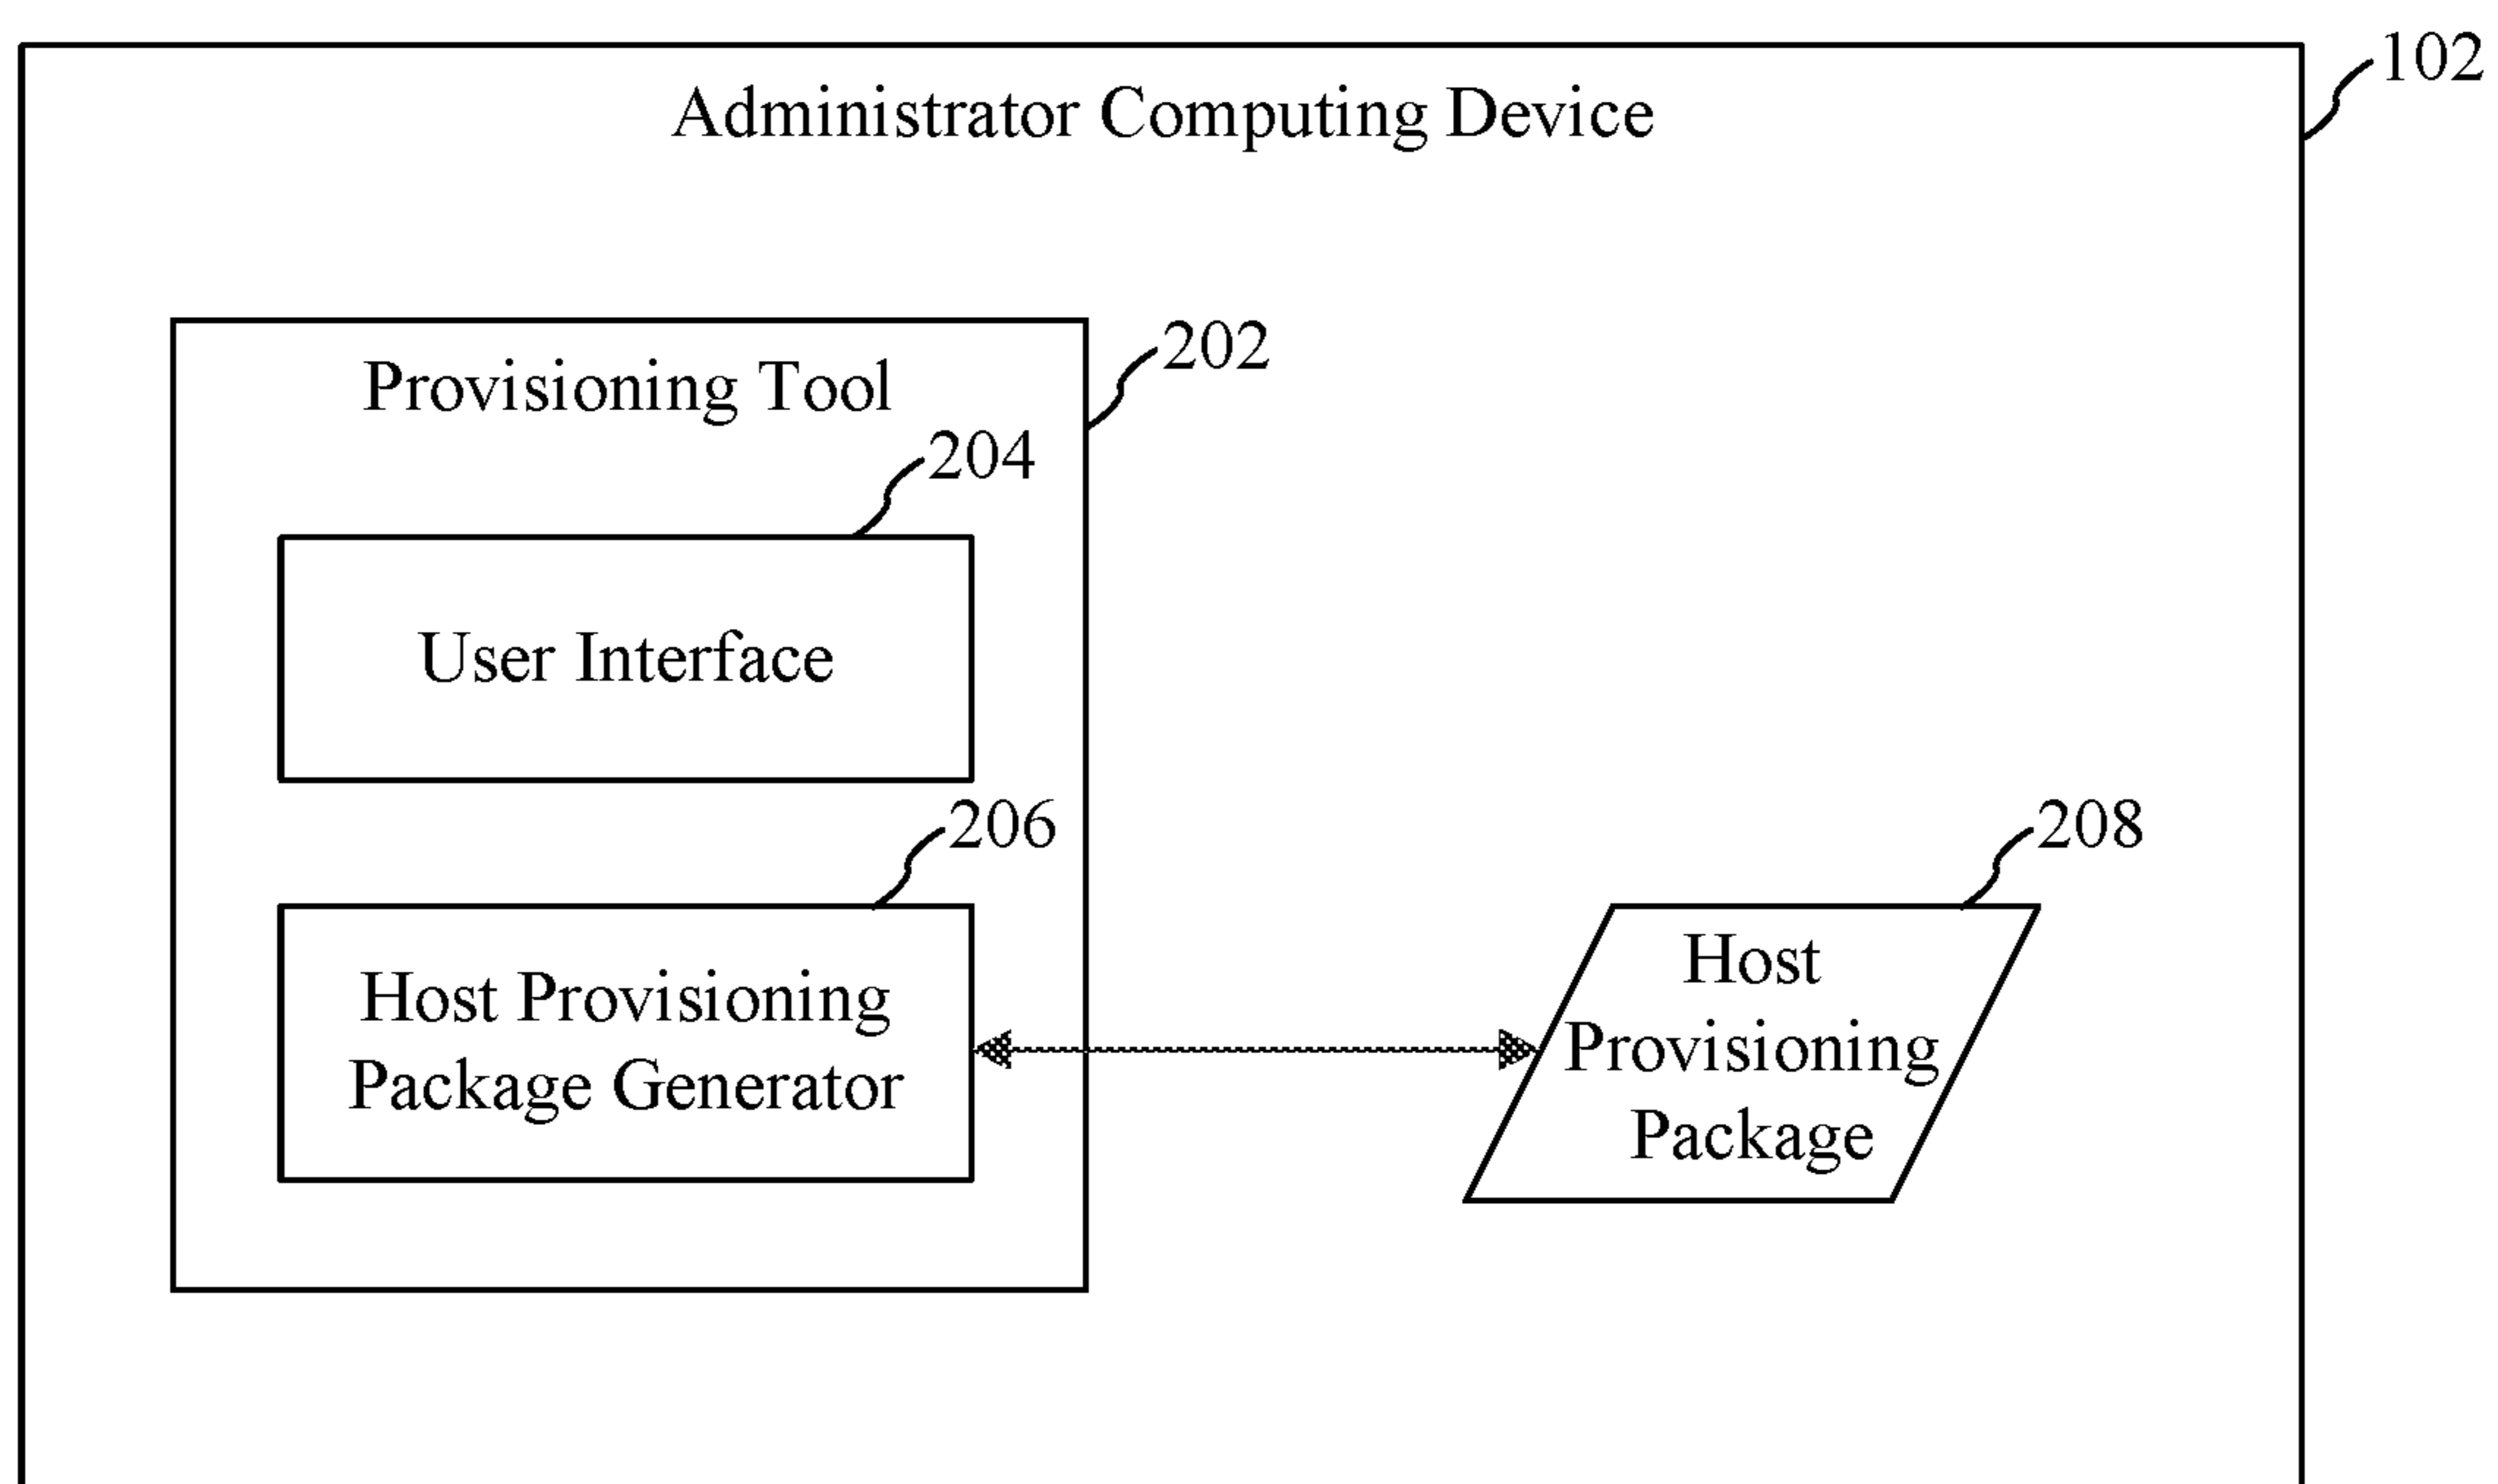 102
Administrator Computing Device
202
Provisioning Tool
204
User Interface
206
Host Provisioning
Package Generator
208
Host
Provisioning
Package